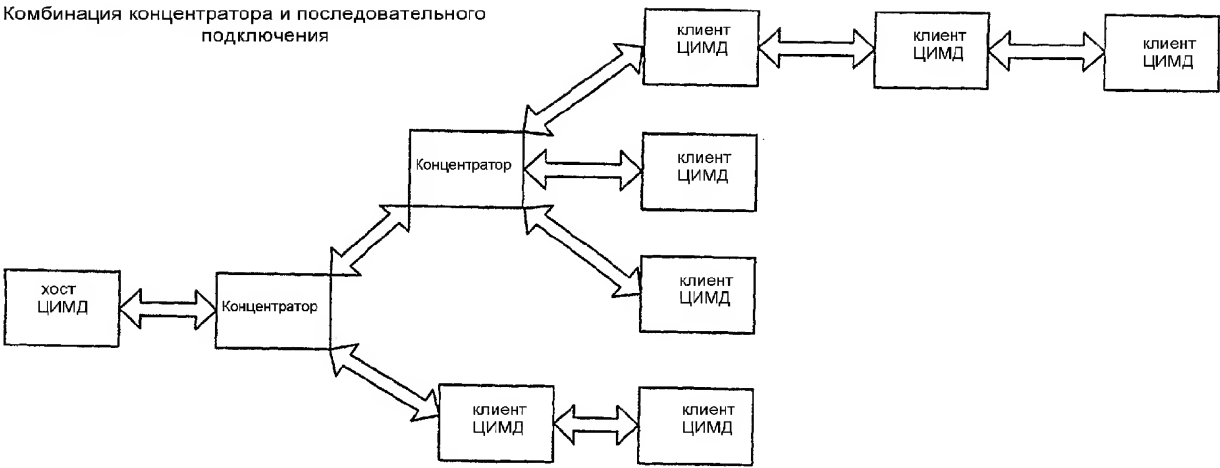 Комбинация концентратора и последовательного
подключения
клиент
ЦИМД
клиент
ЦИМД
клиент
ЦИМД
Концентратор
клиент
ЦИМД
хост
ЦИМД
Концентратор
клиент
ЦИМД
клиент
ЦИМД
клиент
ЦИМД